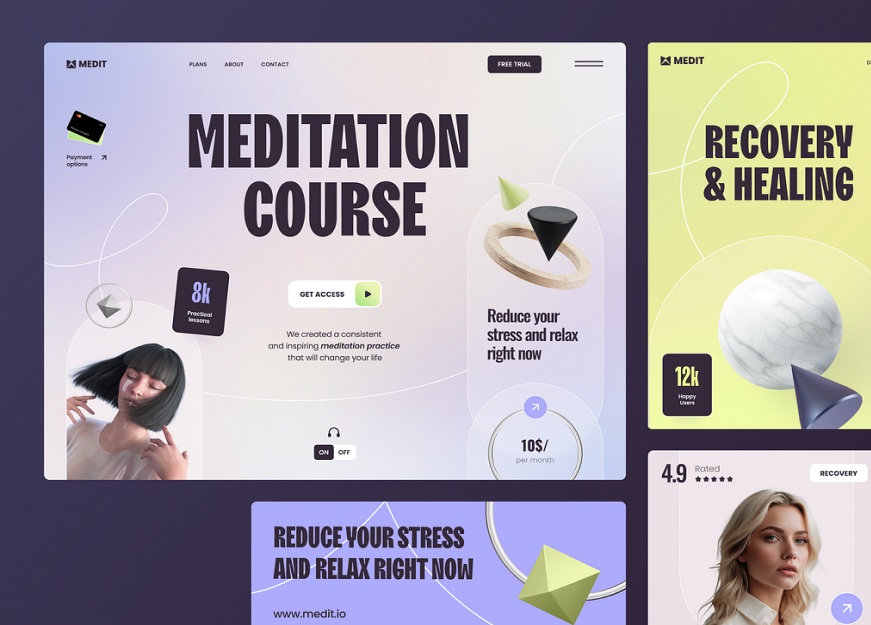 MEDIT
PLANS
ABOUT
CONTACT
FREE TRIAL
Payment
options
MEDITATION
COURSE
8k
Practical
lessons
GET ACCESS
We created a consistent
and inspiring meditation practice
that will change your life
ON
OFF
Reduce your
stress and relax
right now
10$/
per month
MEDIT
RECOVERY
& HEALING
12k
Happy
Users
4.9
Rated
RECOVERY
REDUCE YOUR STRESS
AND RELAX RIGHT NOW
www.medit.io